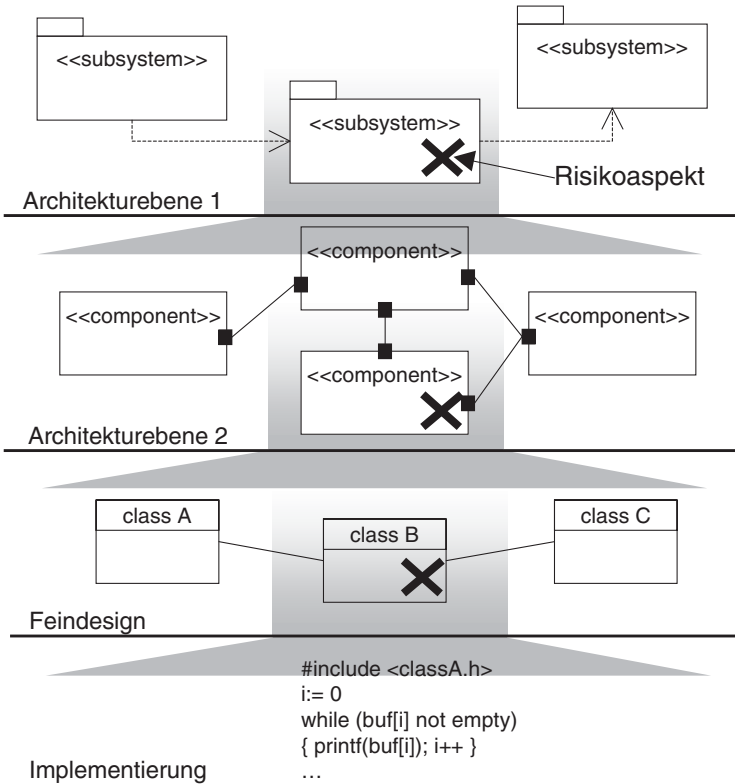 <<subsystem>>
<<subsystem>>
<<subsystem>>
Risikoaspekt
Architekturebene 1
<<component>>
<<component>>
<<component>>
<<component>>
Architekturebene 2
class A
class B
class C
Feindesign
#include <classA.h>
i:= 0
while (buf[i] not empty)
{ printf(buf[i]); i++ }
…
Implementierung